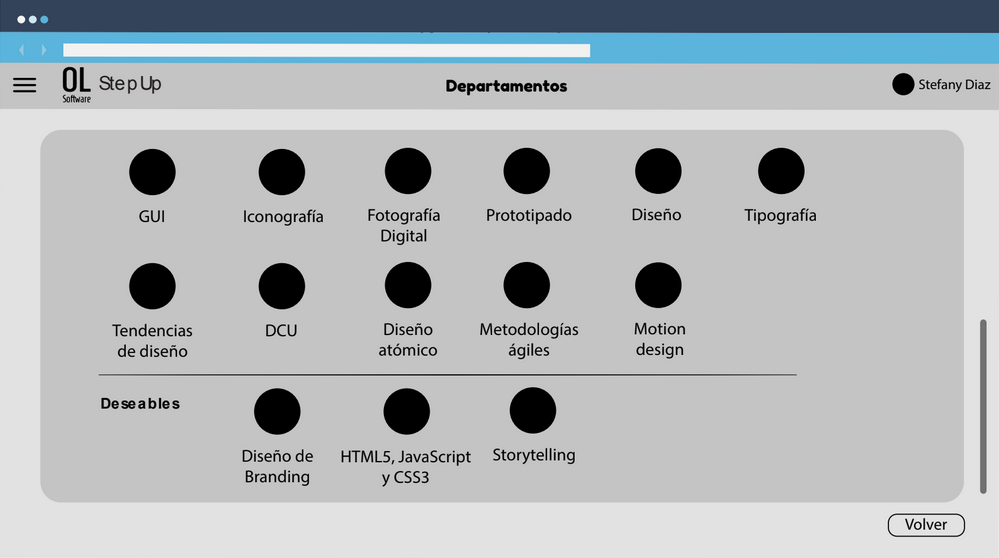 OL
Software
Step Up
Departamentos
Stefany Diaz
GUI
Iconografía
Fotografía
Digital
Prototipado
Diseño
Tipografía
Tendencias
de diseño
DCU
Diseño
atómico
Metodologías
ágiles
Motion
design
Deseables
Diseño de
Branding
HTML5, JavaScript
y CSS3
Storytelling
Volver